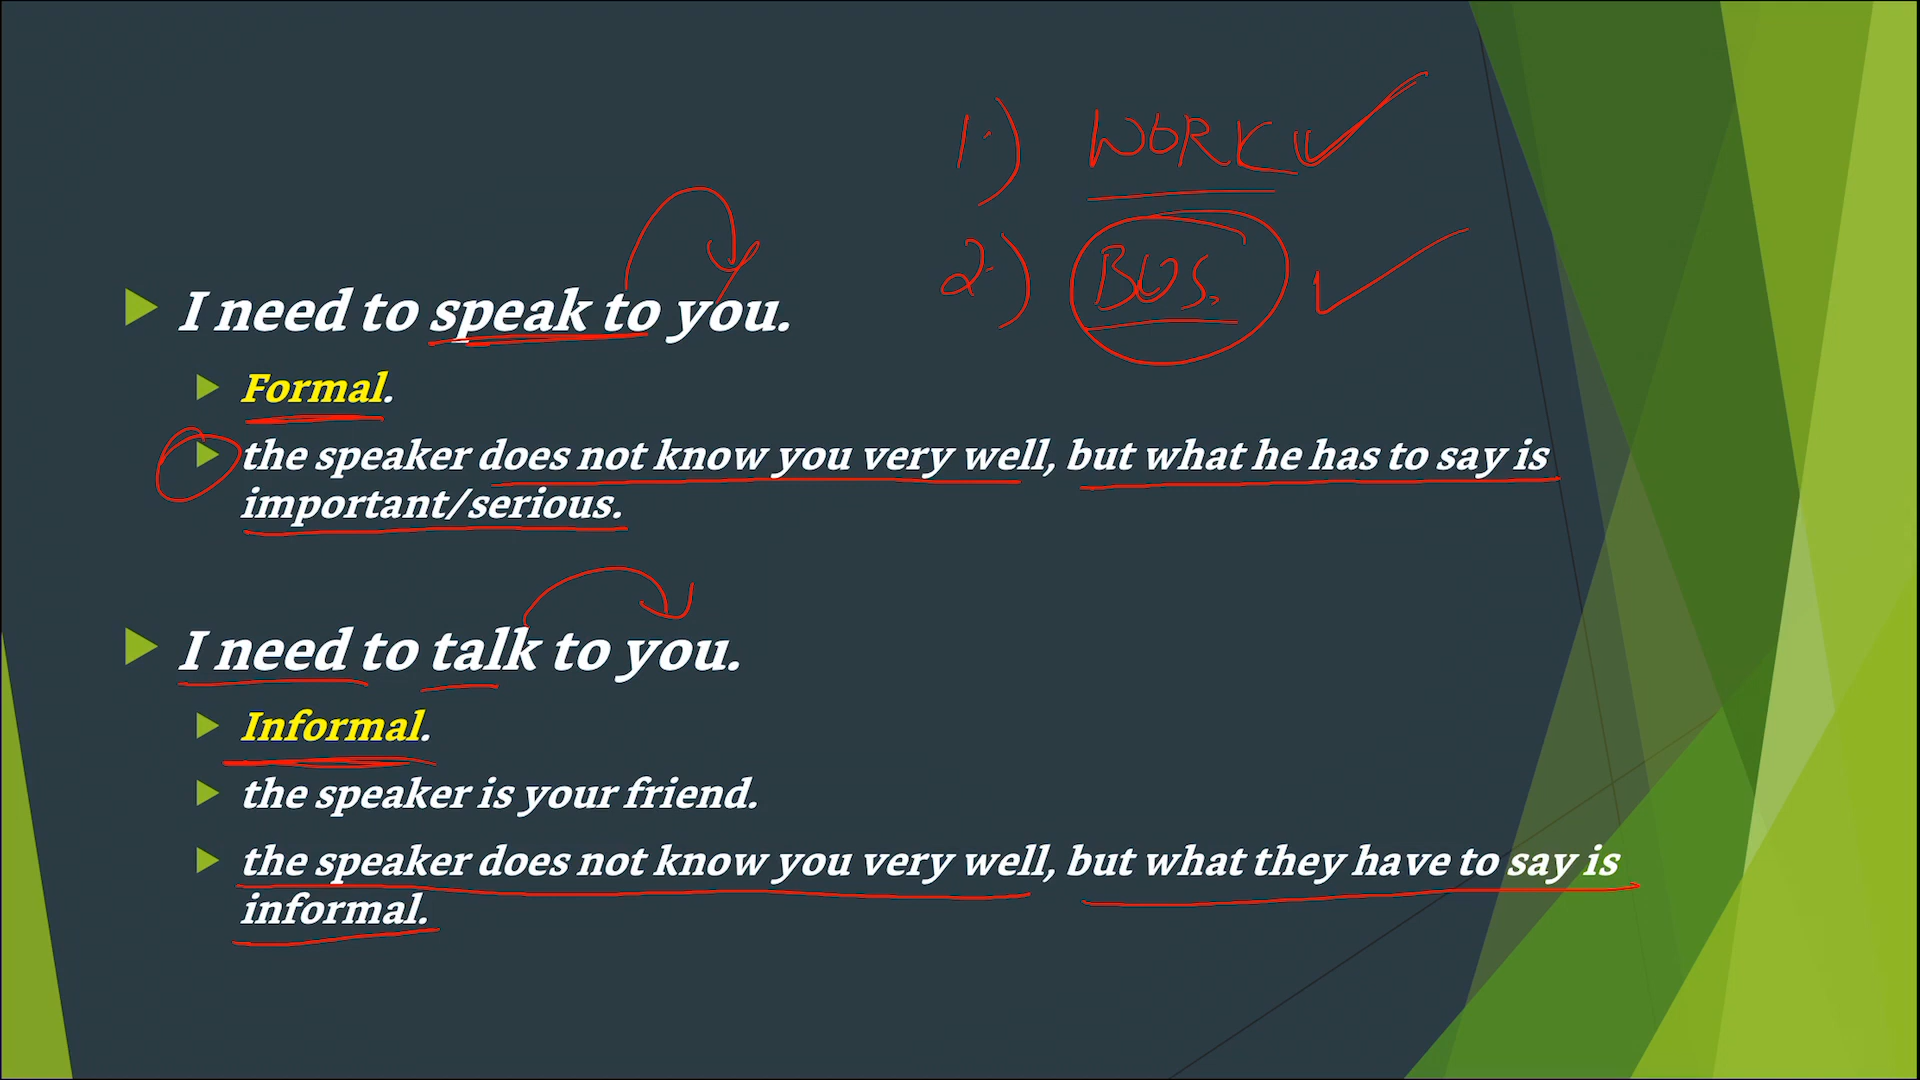 1.) WORK
2.) BUS.
I need to speak to you.
Formal.
the speaker does not know you very well, but what he has to say is
important/serious.
I need to talk to you.
Informal.
the speaker is your friend.
the speaker does not know you very well, but what they have to say is
informal.